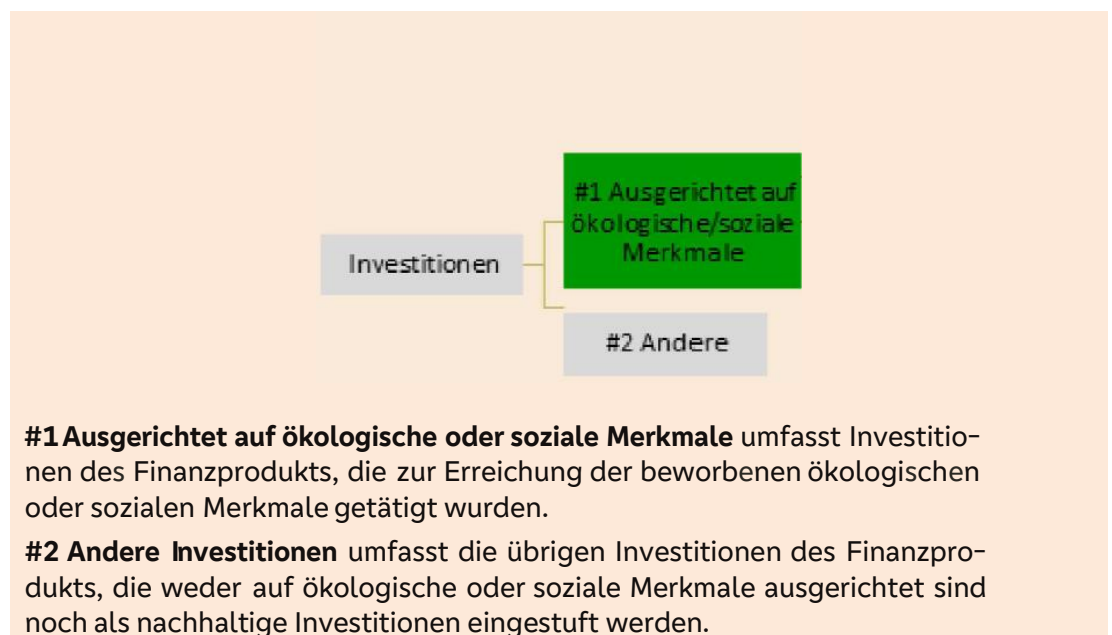 #1 Ausgerichtet auf
ökologische/soziale
Merkmale
Investitionen
#2 Andere
#1 Ausgerichtet auf ökologische oder soziale Merkmale umfasst Investitio-
nen des Finanzprodukts, die zur Erreichung der beworbenen ökologischen
oder sozialen Merkmale getätigt wurden.
#2 Andere Investitionen umfasst die übrigen Investitionen des Finanzpro-
dukts, die weder auf ökologische oder soziale Merkmale ausgerichtet sind
noch als nachhaltige Investitionen eingestuft werden.